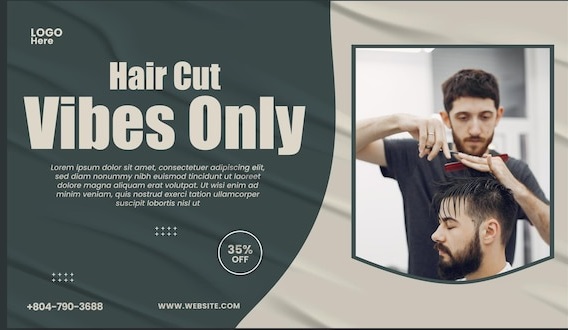 LOGO
Here
Hair Cut
Vibes Only
Lorem ipsum dolor sit amet, consectetuer adipiscing elit,
sed diam nonummy nibh euismod tincidunt ut laoreet
dolore magna aliquam erat volutpat. Ut wisi enim ad
minim veniam, quis nostrud exerci tation ullamcorper
suscipit lobortis nisl ut
35%
OFF
+804-790-3688
WWW.WEBSITE.COM